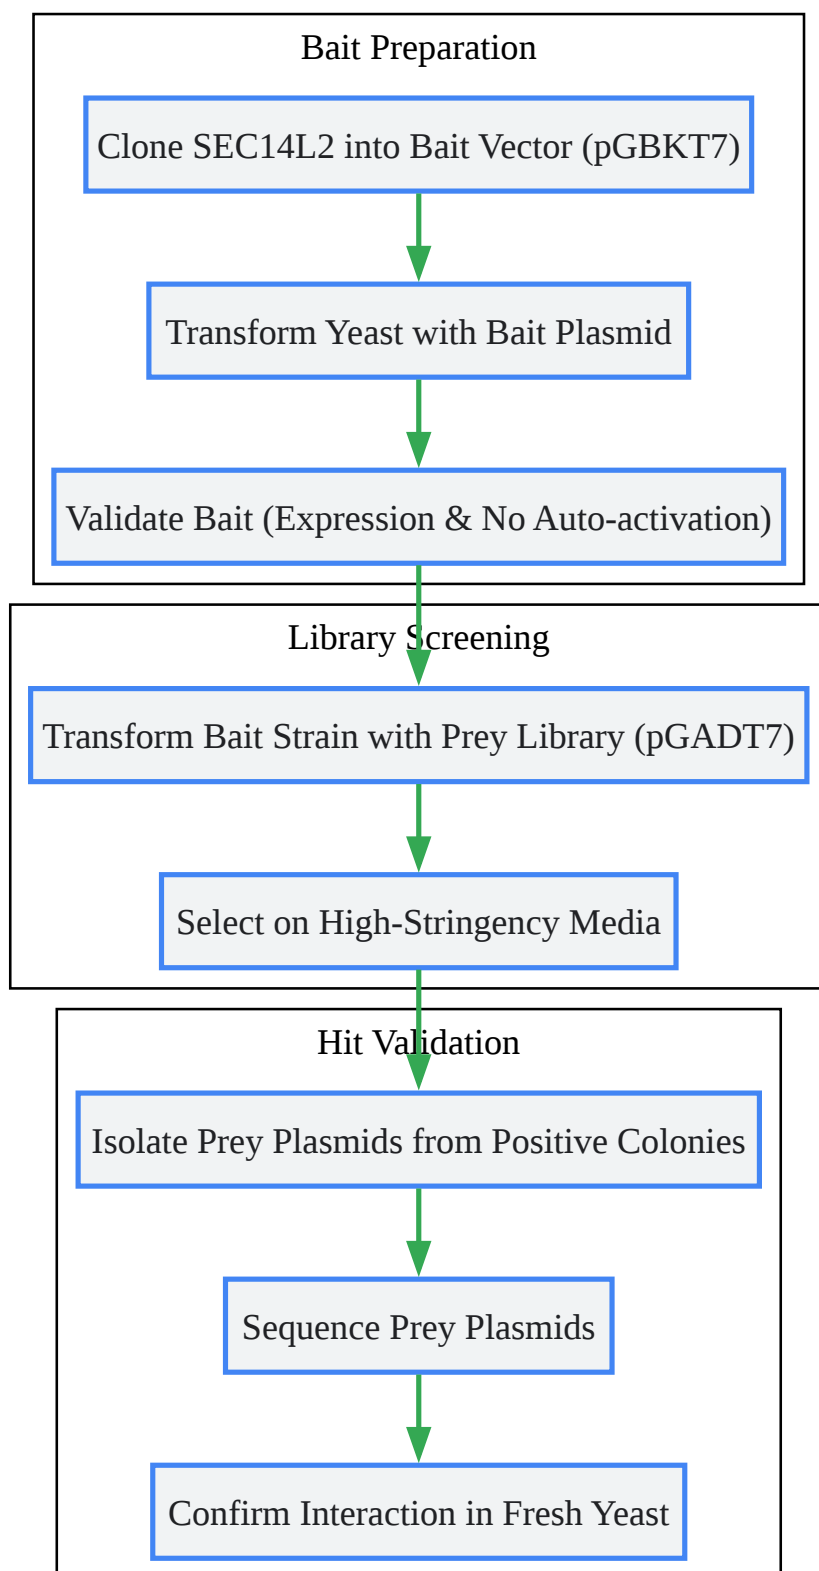 Bait Preparation
Clone SEC14L2 into Bait Vector (pGBKT7)
Transform Yeast with Bait Plasmid
Validate Bait (Expression & No Auto-activation)
Library Screening
Transform Bait Strain with Prey Library (pGADT7)
Select on High-Stringency Media
Hit Validation
Isolate Prey Plasmids from Positive Colonies
Sequence Prey Plasmids
Confirm Interaction in Fresh Yeast